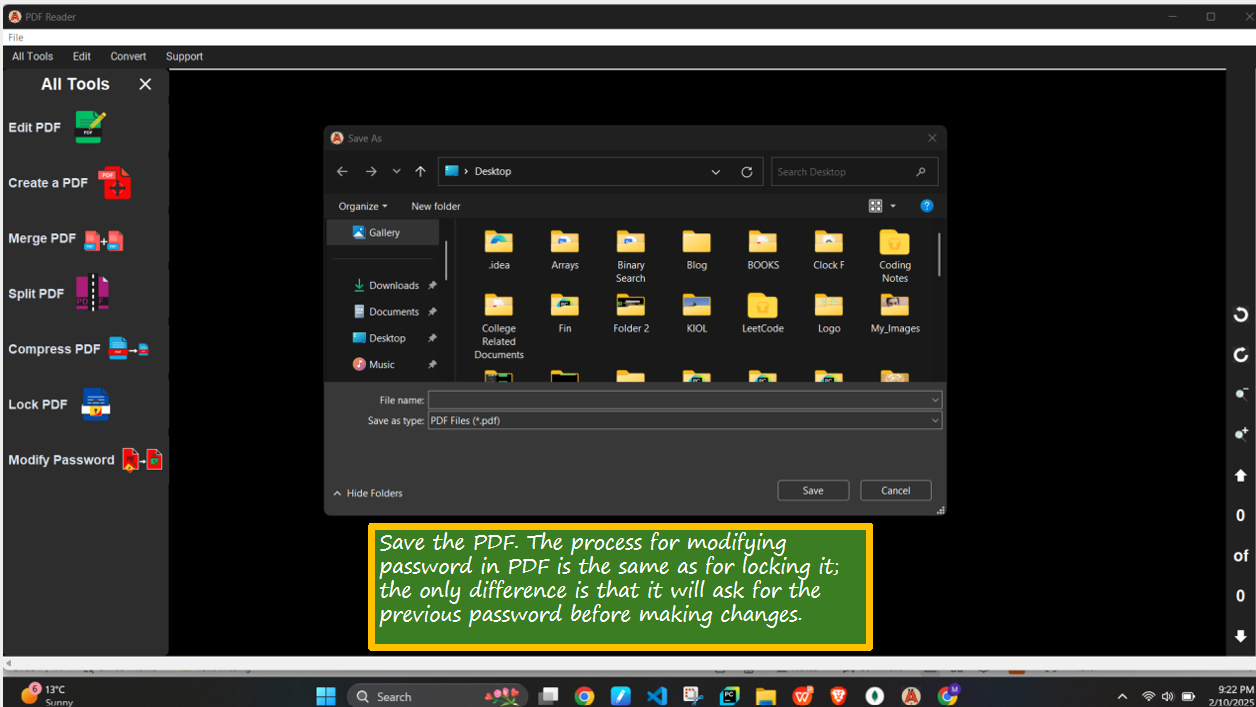 PDF Reader
File
All Tools Edit Convert Support
All Tools
Edit PDF
Create a PDF
Merge PDF
Split PDF
Compress PDF
Lock PDF
Modify Password
Save As
Desktop
Search Desktop
Organize
New folder
Gallery
Downloads
Documents
Desktop
Music
.idea
Arrays
Binary
Search
Blog
BOOKS
Clock F
Coding
Notes
College
Related
Documents
Fin
Folder 2
KIOL
LeetCode
Logo
My_Images
File name:
Save as type: PDF Files (*.pdf)
Hide Folders
Save
Cancel
Save the PDF. The process for modifying
password in PDF is the same as for locking it;
the only difference is that it will ask for the
previous password before making changes.
0
of
0
6
13°C
Sunny
Search
9:22 PM
2/10/2025